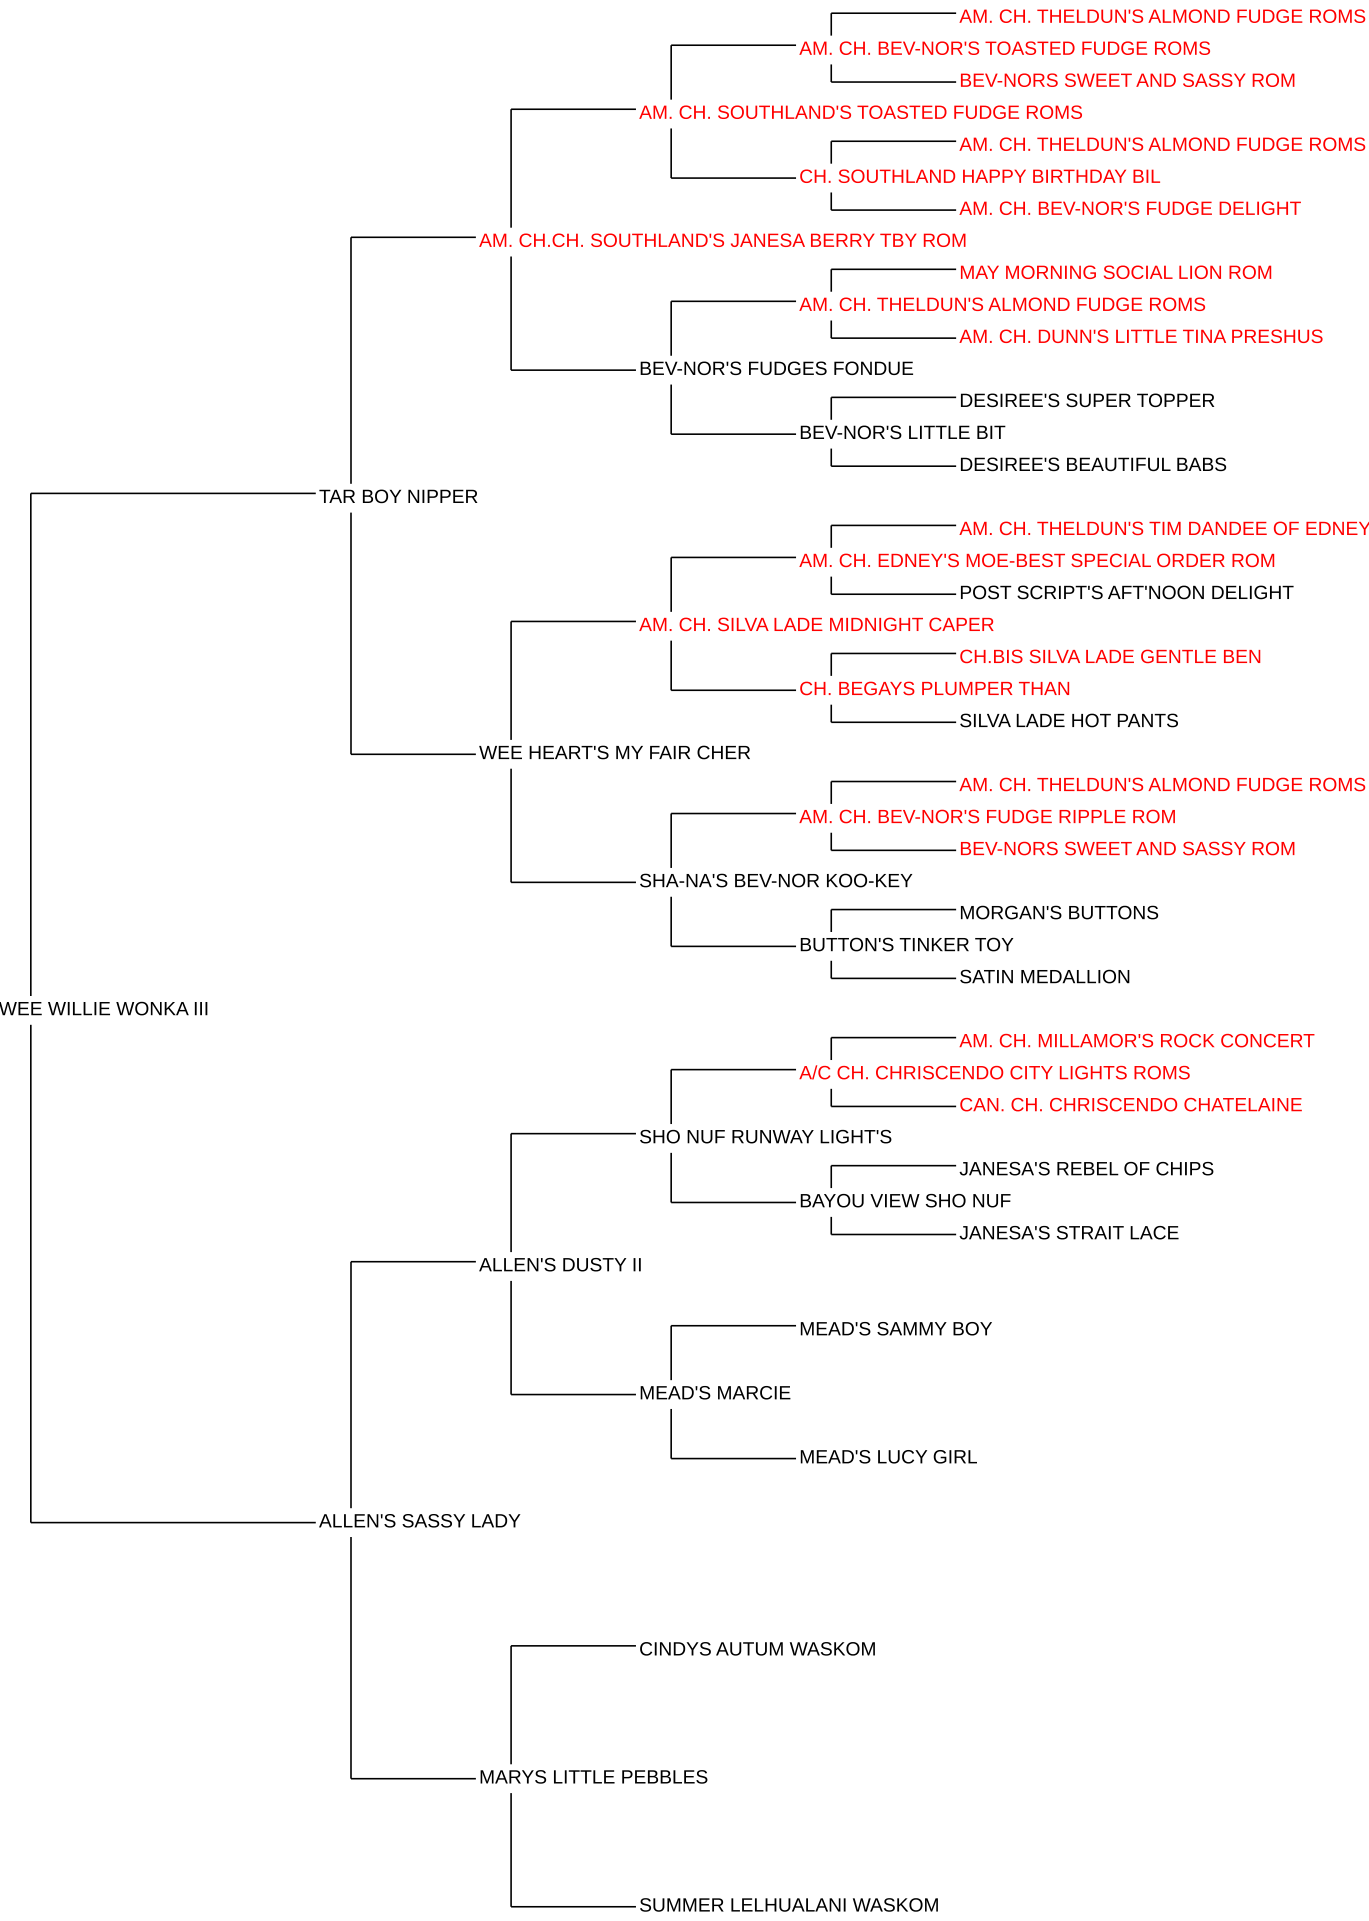 AM. CH. THELDUN'S ALMOND FUDGE ROMS
AM. CH. BEV-NOR'S TOASTED FUDGE ROMS
BEV-NORS SWEET AND SASSY ROM
AM. CH. SOUTHLAND'S TOASTED FUDGE ROMS
AM. CH. THELDUN'S ALMOND FUDGE ROMS
CH. SOUTHLAND HAPPY BIRTHDAY BIL
AM. CH. BEV-NOR'S FUDGE DELIGHT
AM. CH.CH. SOUTHLAND'S JANESA BERRY TBY ROM
MAY MORNING SOCIAL LION ROM
AM. CH. THELDUN'S ALMOND FUDGE ROMS
AM. CH. DUNN'S LITTLE TINA PRESHUS
BEV-NOR'S FUDGES FONDUE
DESIREE'S SUPER TOPPER
BEV-NOR'S LITTLE BIT
DESIREE'S BEAUTIFUL BABS
TAR BOY NIPPER
AM. CH. THELDUN'S TIM DANDEE OF EDNEY
AM. CH. EDNEY'S MOE-BEST SPECIAL ORDER ROM
POST SCRIPT'S AFT'NOON DELIGHT
AM. CH. SILVA LADE MIDNIGHT CAPER
CH.BIS SILVA LADE GENTLE BEN
CH. BEGAYS PLUMPER THAN
SILVA LADE HOT PANTS
WEE HEART'S MY FAIR CHER
AM. CH. THELDUN'S ALMOND FUDGE ROMS
AM. CH. BEV-NOR'S FUDGE RIPPLE ROM
BEV-NORS SWEET AND SASSY ROM
SHA-NA'S BEV-NOR KOO-KEY
MORGAN'S BUTTONS
BUTTON'S TINKER TOY
SATIN MEDALLION
WEE WILLIE WONKA III
AM. CH. MILLAMOR'S ROCK CONCERT
A/C CH. CHRISCENDO CITY LIGHTS ROMS
CAN. CH. CHRISCENDO CHATELAINE
SHO NUF RUNWAY LIGHT'S
JANESA'S REBEL OF CHIPS
BAYOU VIEW SHO NUF
JANESA'S STRAIT LACE
ALLEN'S DUSTY II
MEAD'S SAMMY BOY
MEAD'S MARCIE
MEAD'S LUCY GIRL
ALLEN'S SASSY LADY
CINDYS AUTUM WASKOM
MARYS LITTLE PEBBLES
SUMMER LELHUALANI WASKOM